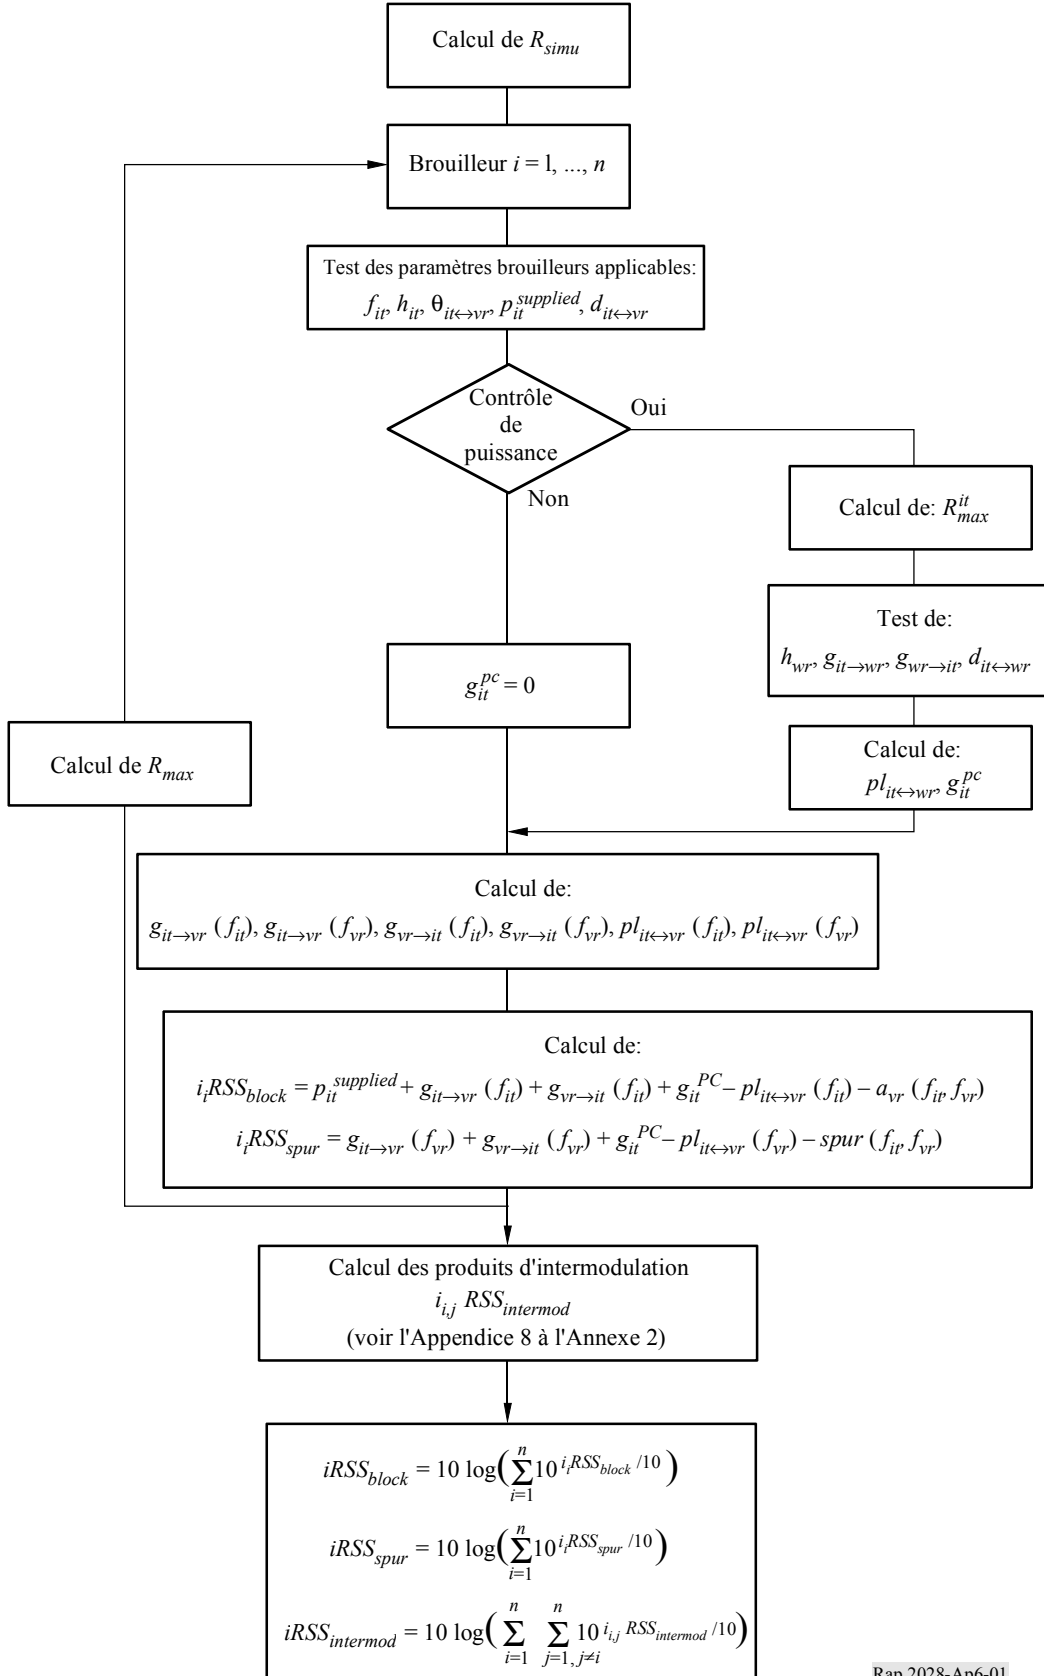 Calcul de R_simu
Brouilleur i = l, ..., n
Test des paramètres brouilleurs applicables:
f_it, h_it, θ_it↔vr, p_it^supplied, d_it↔vr
Contrôle
de
puissance
Oui
Non
Calcul de: R_max^it
Test de:
h_wr, g_it→wr, g_wr→it, d_it↔wr
g_it^pc = 0
Calcul de R_max
Calcul de:
pl_it↔wr, g_it^pc
Calcul de:
g_it→vr (f_it), g_it→vr (f_vr), g_vr→it (f_it), g_vr→it (f_vr), pl_it↔vr (f_it), pl_it↔vr (f_vr)
Calcul de:
i_iRSS_block = p_it^supplied + g_it→vr (f_it) + g_vr→it (f_it) + g_it^PC – pl_it↔vr (f_it) – a_vr (f_it, f_vr)
i_iRSS_spur = g_it→vr (f_vr) + g_vr→it (f_vr) + g_it^PC – pl_it↔vr (f_vr) – spur (f_it, f_vr)
Calcul des produits d'intermodulation
i_i,j RSS_intermod
(voir l'Appendice 8 à l'Annexe 2)
iRSS_block = 10 log(∑_{i=1}^{n} 10^{i_iRSS_block /10})
iRSS_spur = 10 log(∑_{i=1}^{n} 10^{i_iRSS_spur /10})
iRSS_intermod = 10 log(∑_{i=1}^{n} ∑_{j=1, j≠i}^{n} 10^{i_i,j RSS_intermod /10})
Rap 2028-Ap6-01